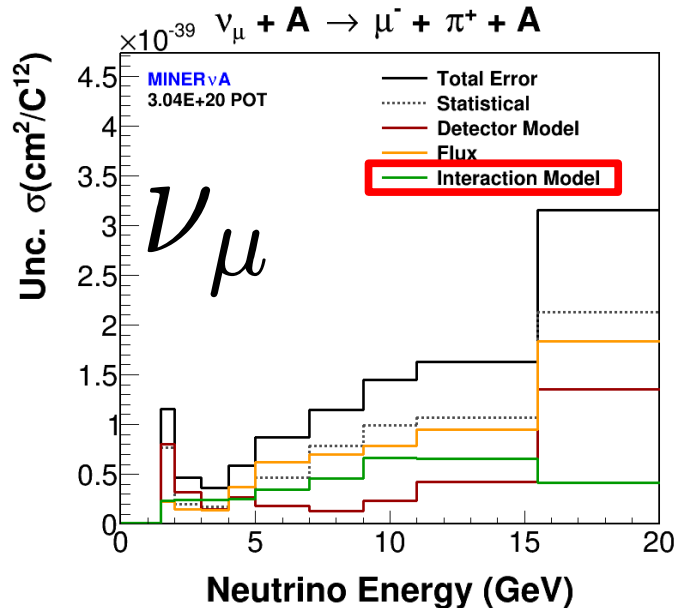 ν_μ + A → μ⁻ + π⁺ + A
×10⁻³⁹
MINERνA
3.04E+20 POT
Total Error
Statistical
Detector Model
Flux
Interaction Model
ν_μ
Unc. σ(cm²/C¹²)
4.5
4
3.5
3
2.5
2
1.5
1
0.5
0
0 5 10 15 20
Neutrino Energy (GeV)